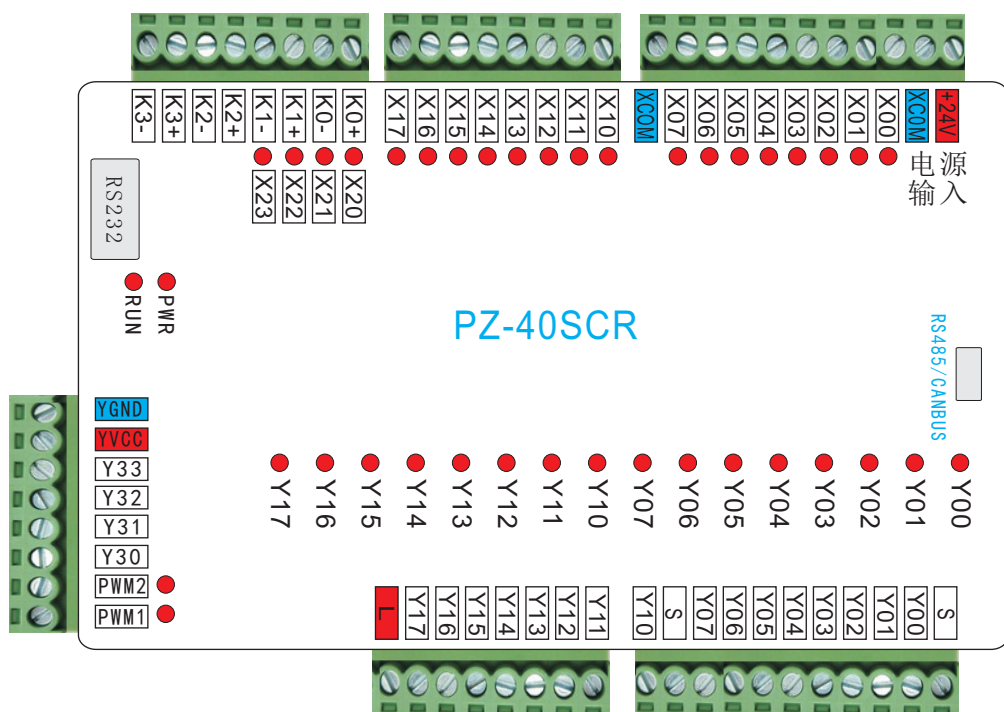 K3-
K3+
K2-
K2+
K1-
K1+
K0-
K0+
X17
X16
X15
X14
X13
X12
X11
X10
XCOM
X07
X06
X05
X04
X03
X02
X01
X00
XCOM
+24V
X23
X22
X21
X20
电源
输入
RS232
RUN
PWR
PZ-40SCR
RS485/CANBUS
YGND
YVCC
Y33
Y32
Y31
Y30
PWM2
PWM1
Y17
Y16
Y15
Y14
Y13
Y12
Y11
Y10
Y07
Y06
Y05
Y04
Y03
Y02
Y01
Y00
L
Y17
Y16
Y15
Y14
Y13
Y12
Y11
Y10
S
Y07
Y06
Y05
Y04
Y03
Y02
Y01
Y00
S